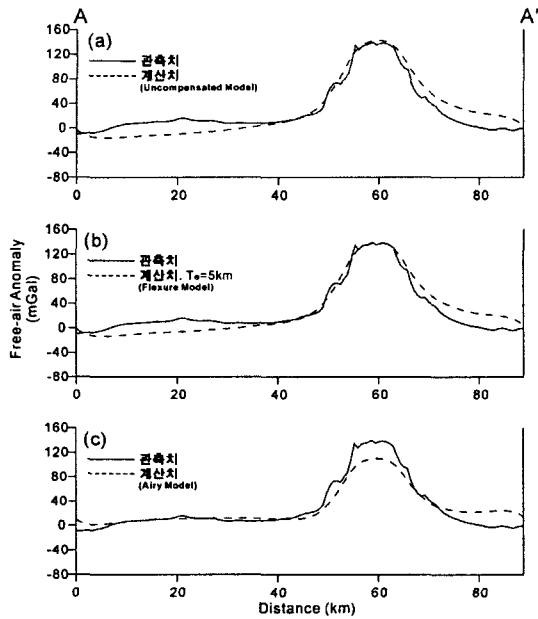 A A'
160
(a)
120
관측치
80
계산치
(Uncompensated Model)
40
0
-40
-80
0 20 40 60 80
160
(b)
120
관측치
80
계산치. Te=5km
(Flexure Model)
40
0
-40
-80
0 20 40 60 80
Free-air Anomaly
(mGal)
160
(c)
120
관측치
80
계산치
(Airy Model)
40
0
-40
-80
0 20 40 60 80
Distance (km)